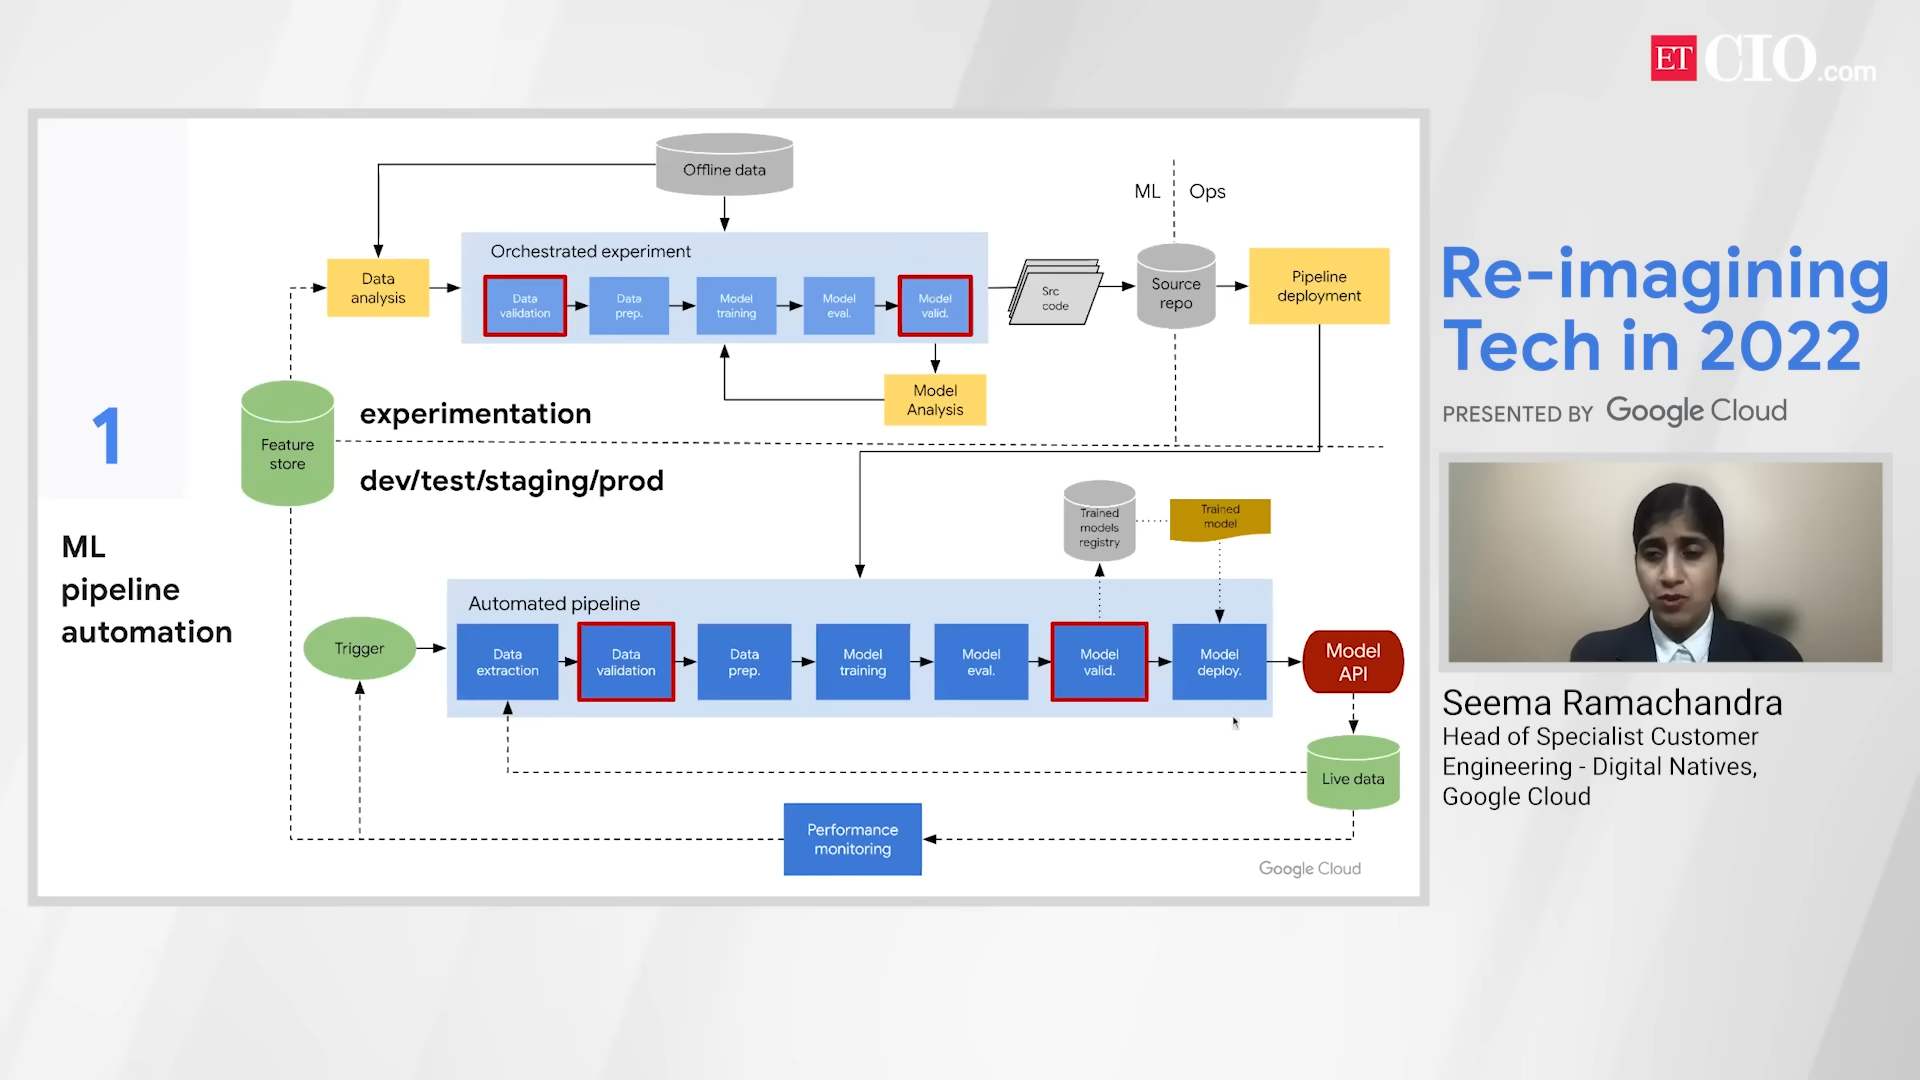 ET CIO.com
Offline data
ML
Ops
Orchestrated experiment
Data
analysis
Data
validation
Data
prep.
Model
training
Model
eval.
Model
valid.
Src
code
Source
repo
Pipeline
deployment
Model
Analysis
1
Feature
store
experimentation
dev/test/staging/prod
ML
pipeline
automation
Trained
models
registry
Trained
model
Automated pipeline
Trigger
Data
extraction
Data
validation
Data
prep.
Model
training
Model
eval.
Model
valid.
Model
deploy.
Model
API
Live data
Performance
monitoring
Google Cloud
Re-imagining
Tech in 2022
PRESENTED BY Google Cloud
Seema Ramachandra
Head of Specialist Customer
Engineering - Digital Natives,
Google Cloud